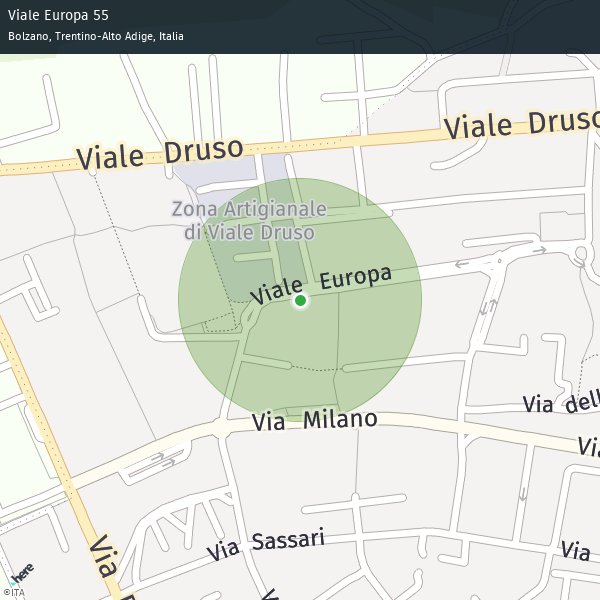 Viale Europa 55
Bolzano, Trentino-Alto Adige, Italia
Viale Druso
Viale Druso
Zona Artigianale
di Viale Druso
Viale Europa
Via Milano
Via dell
Via
Via Sassari
Via
Via
here
©ITA